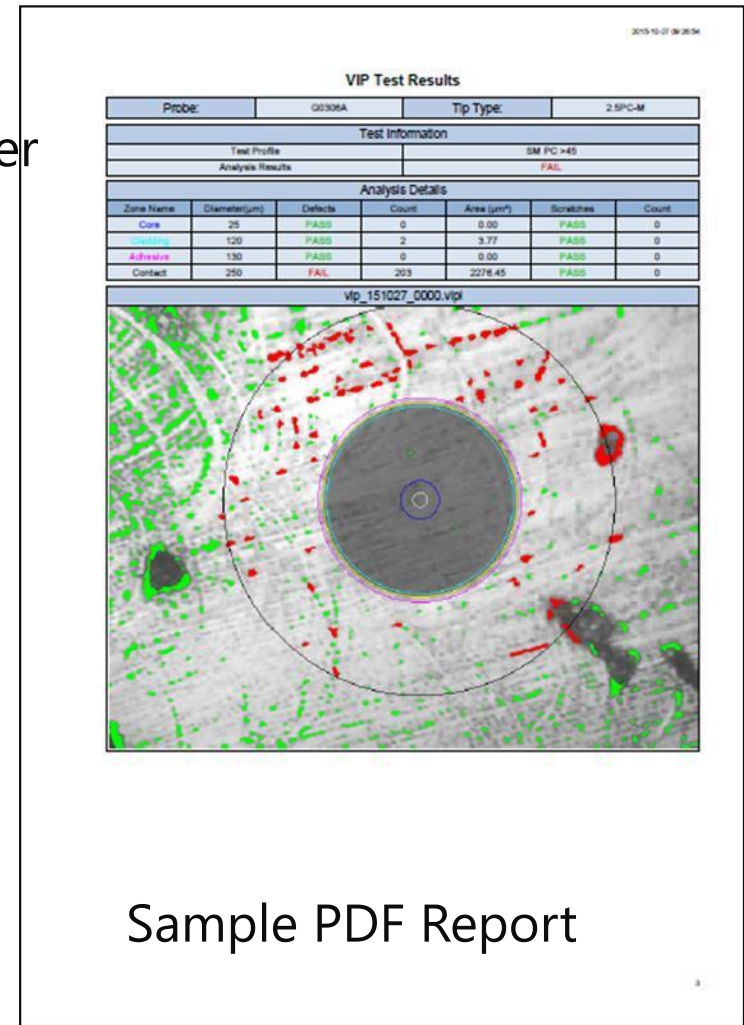 2015-10-27 09:26:54
VIP Test Results
Probe: G0306A Tip Type: 2.5PC-M
er
Test Information
Test Profile SM PC >45
Analysis Results FAIL
Analysis Details
Zone Name Diameter(µm) Defects Count Area (µm²) Scratches Count
Core 25 PASS 0 0.00 PASS 0
Cladding 120 PASS 2 3.77 PASS 0
Adhesive 130 PASS 0 0.00 PASS 0
Contact 250 FAIL 203 2276.45 PASS 0
vip_151027_0000.vipi
Sample PDF Report
3